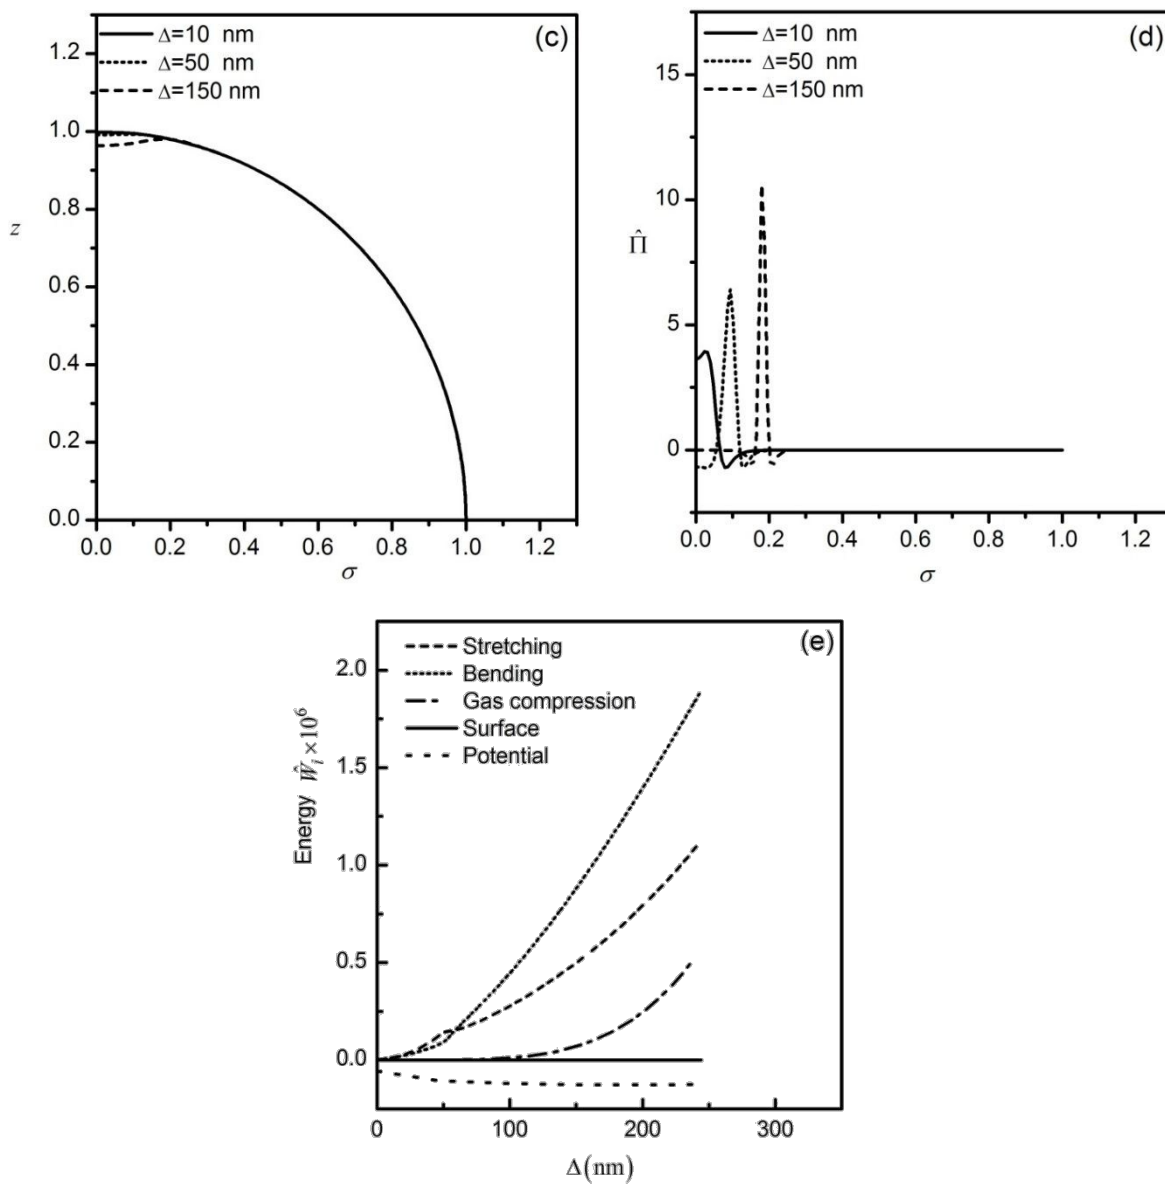 (c)
Δ=10 nm
Δ=50 nm
Δ=150 nm
1.2
1.0
0.8
0.6
0.4
0.2
0.0
z
0.0 0.2 0.4 0.6 0.8 1.0 1.2
σ
(d)
Δ=10 nm
Δ=50 nm
Δ=150 nm
15
10
5
0
Π̂
0.0 0.2 0.4 0.6 0.8 1.0 1.2
σ
(e)
Stretching
Bending
Gas compression
Surface
Potential
2.0
1.5
1.0
0.5
0.0
Energy Ŵᵢ×10⁶
0 100 200 300
Δ(nm)